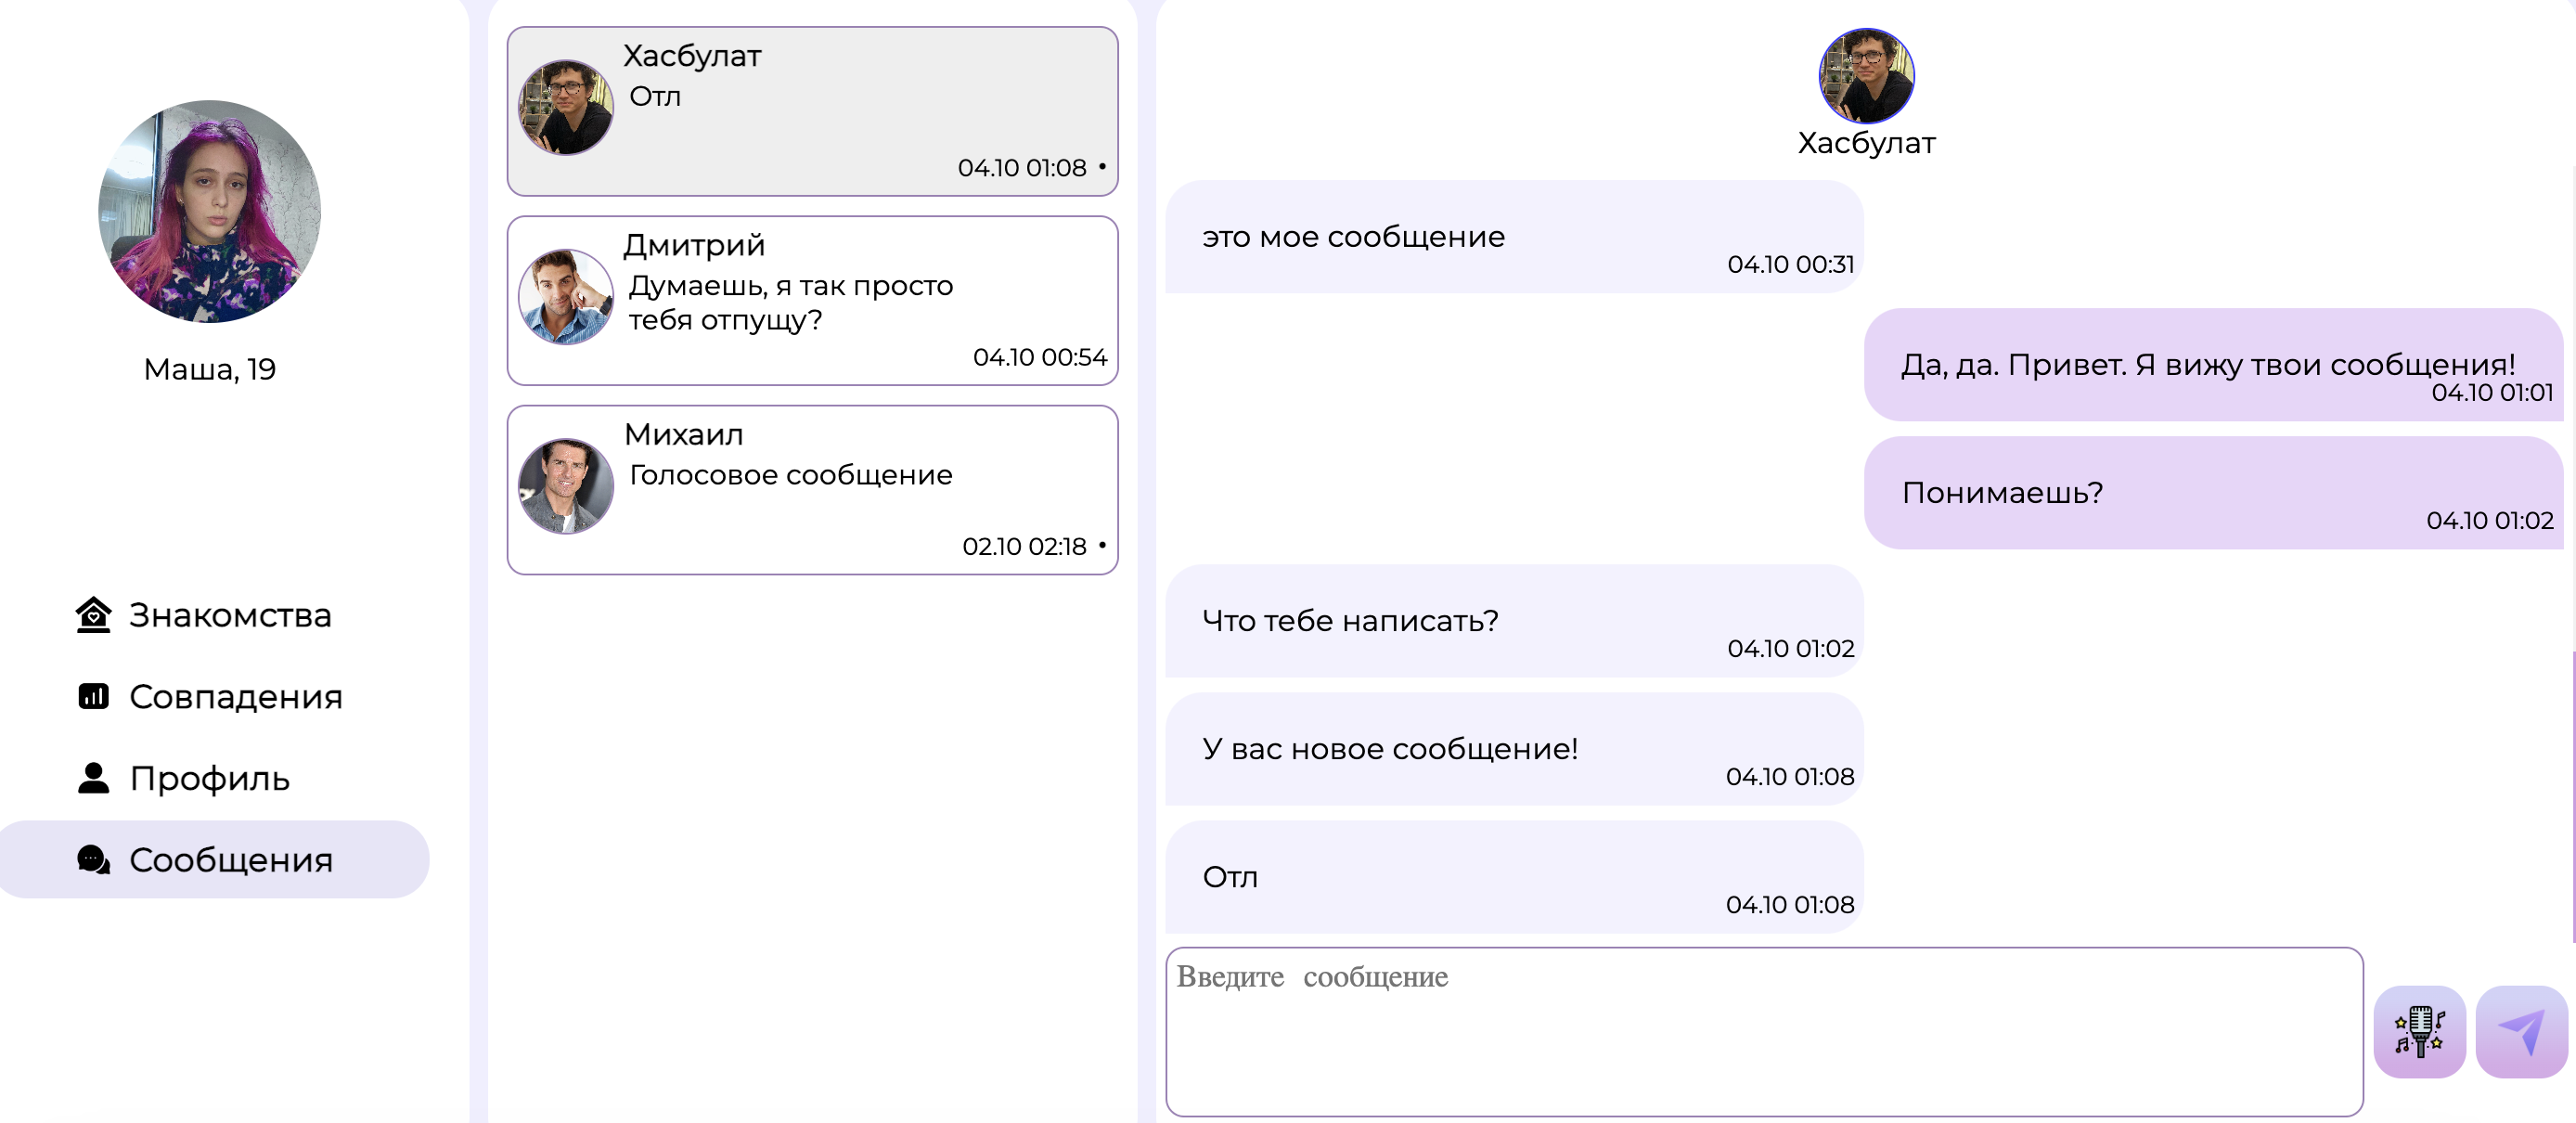 Маша, 19
Знакомства
Совпадения
Профиль
Сообщения
Хасбулат
Отл
04.10 01:08 •
Дмитрий
Думаешь, я так просто
тебя отпущу?
04.10 00:54
Михаил
Голосовое сообщение
02.10 02:18 •
Хасбулат
это мое сообщение
04.10 00:31
Да, да. Привет. Я вижу твои сообщения!
04.10 01:01
Понимаешь?
04.10 01:02
Что тебе написать?
04.10 01:02
У вас новое сообщение!
04.10 01:08
Отл
04.10 01:08
Введите сообщение